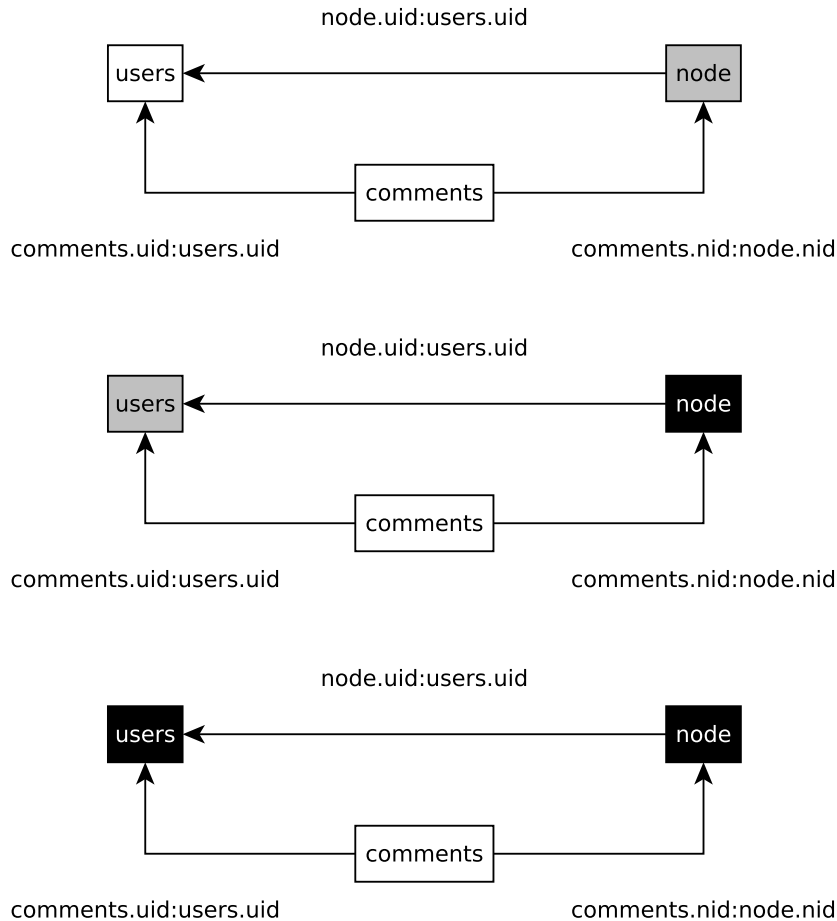 node.uid:users.uid
users
node
comments
comments.uid:users.uid
comments.nid:node.nid
node.uid:users.uid
users
node
comments
comments.uid:users.uid
comments.nid:node.nid
node.uid:users.uid
users
node
comments
comments.uid:users.uid
comments.nid:node.nid